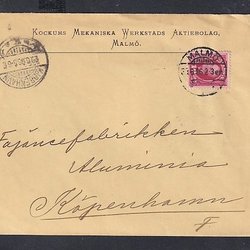 KOCKUMS MEKANISKA WERKSTADS AKTIEBOLAG,
MALMÖ.
MALMÖ
Fajancefabrikken
Aluminia
Köpenhamn